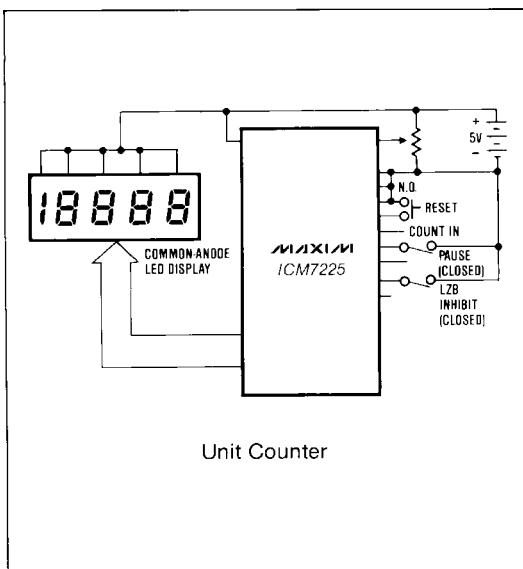 +
5V
−
N.O.
RESET
18888
COUNT IN
COMMON-ANODE
LED DISPLAY
MAXIM
ICM7225
PAUSE
(CLOSED)
LZB
INHIBIT
(CLOSED)
Unit Counter